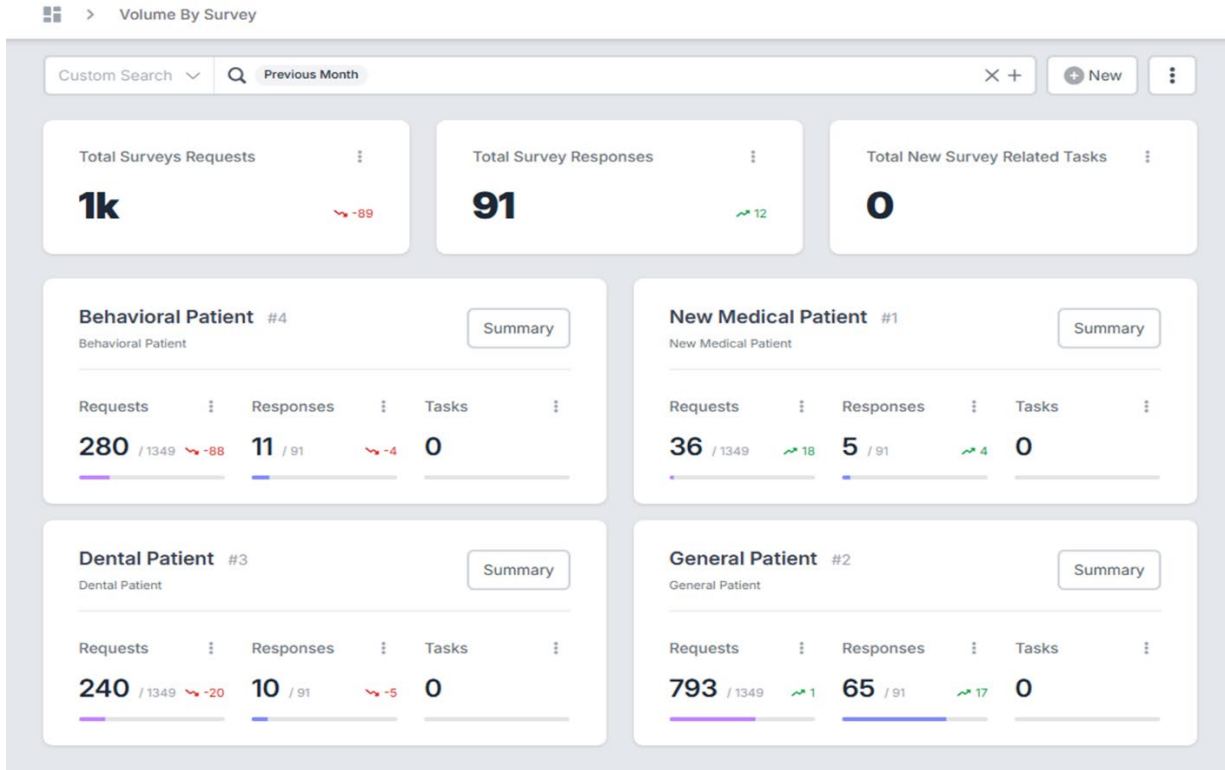 > Volume By Survey
Custom Search Previous Month New
Total Surveys Requests
1k -89
Total Survey Responses
91 12
Total New Survey Related Tasks
0
Behavioral Patient #4 Summary
Behavioral Patient
Requests Responses Tasks
280 / 1349 -88 11 / 91 -4 0
New Medical Patient #1 Summary
New Medical Patient
Requests Responses Tasks
36 / 1349 18 5 / 91 4 0
Dental Patient #3 Summary
Dental Patient
Requests Responses Tasks
240 / 1349 -20 10 / 91 -5 0
General Patient #2 Summary
General Patient
Requests Responses Tasks
793 / 1349 1 65 / 91 17 0